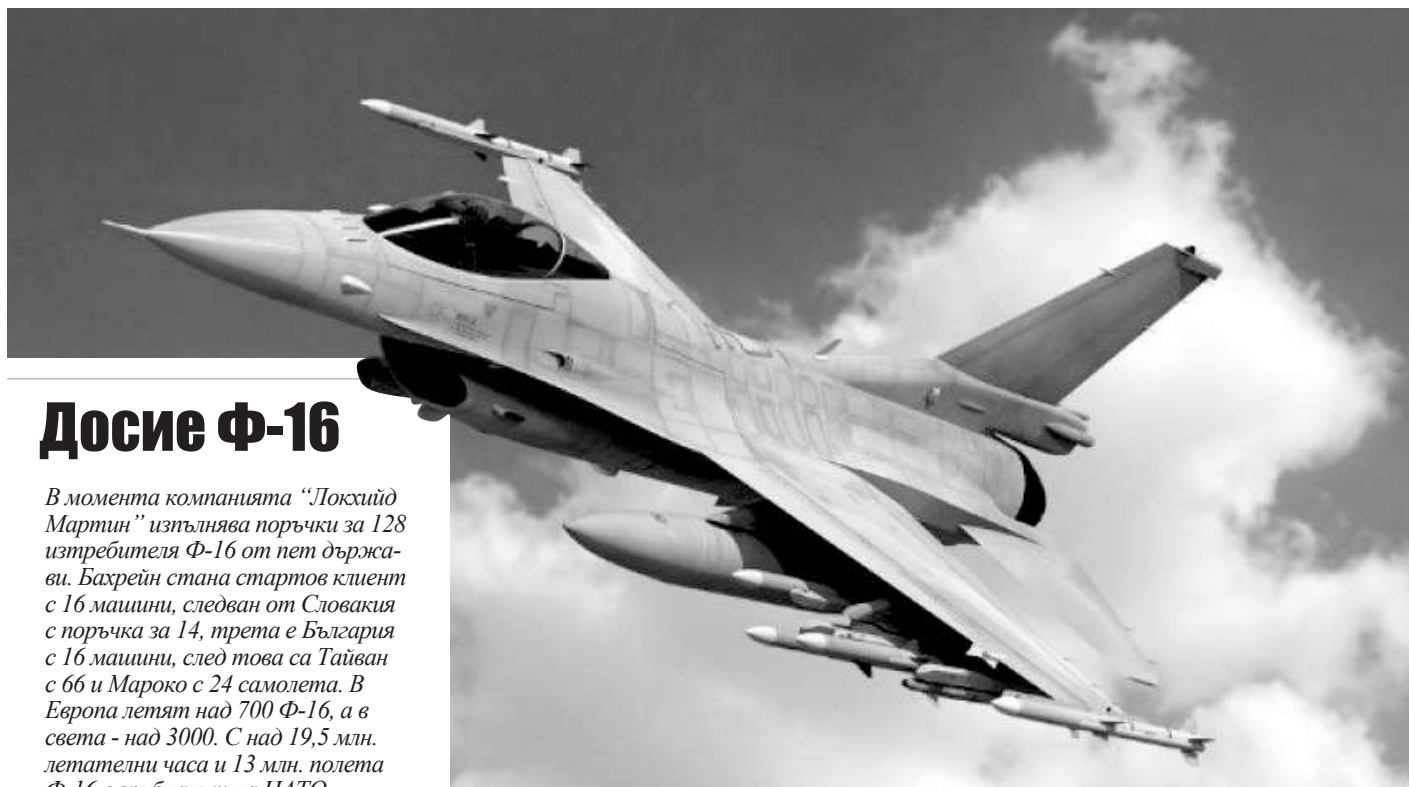 Досие Ф-16
В момента компанията “Локхийд
Мартин” изпълнява поръчки за 128
изтребителя Ф-16 от пет държа-
ви. Бахрейн стана стартов клиент
с 16 машини, следван от Словакия
с поръчка за 14, трета е България
с 16 машини, след това са Тайван
с 66 и Мароко с 24 самолета. В
Европа летят над 700 Ф-16, а в
света - над 3000. С над 19,5 млн.
летателни часа и 13 млн. полета